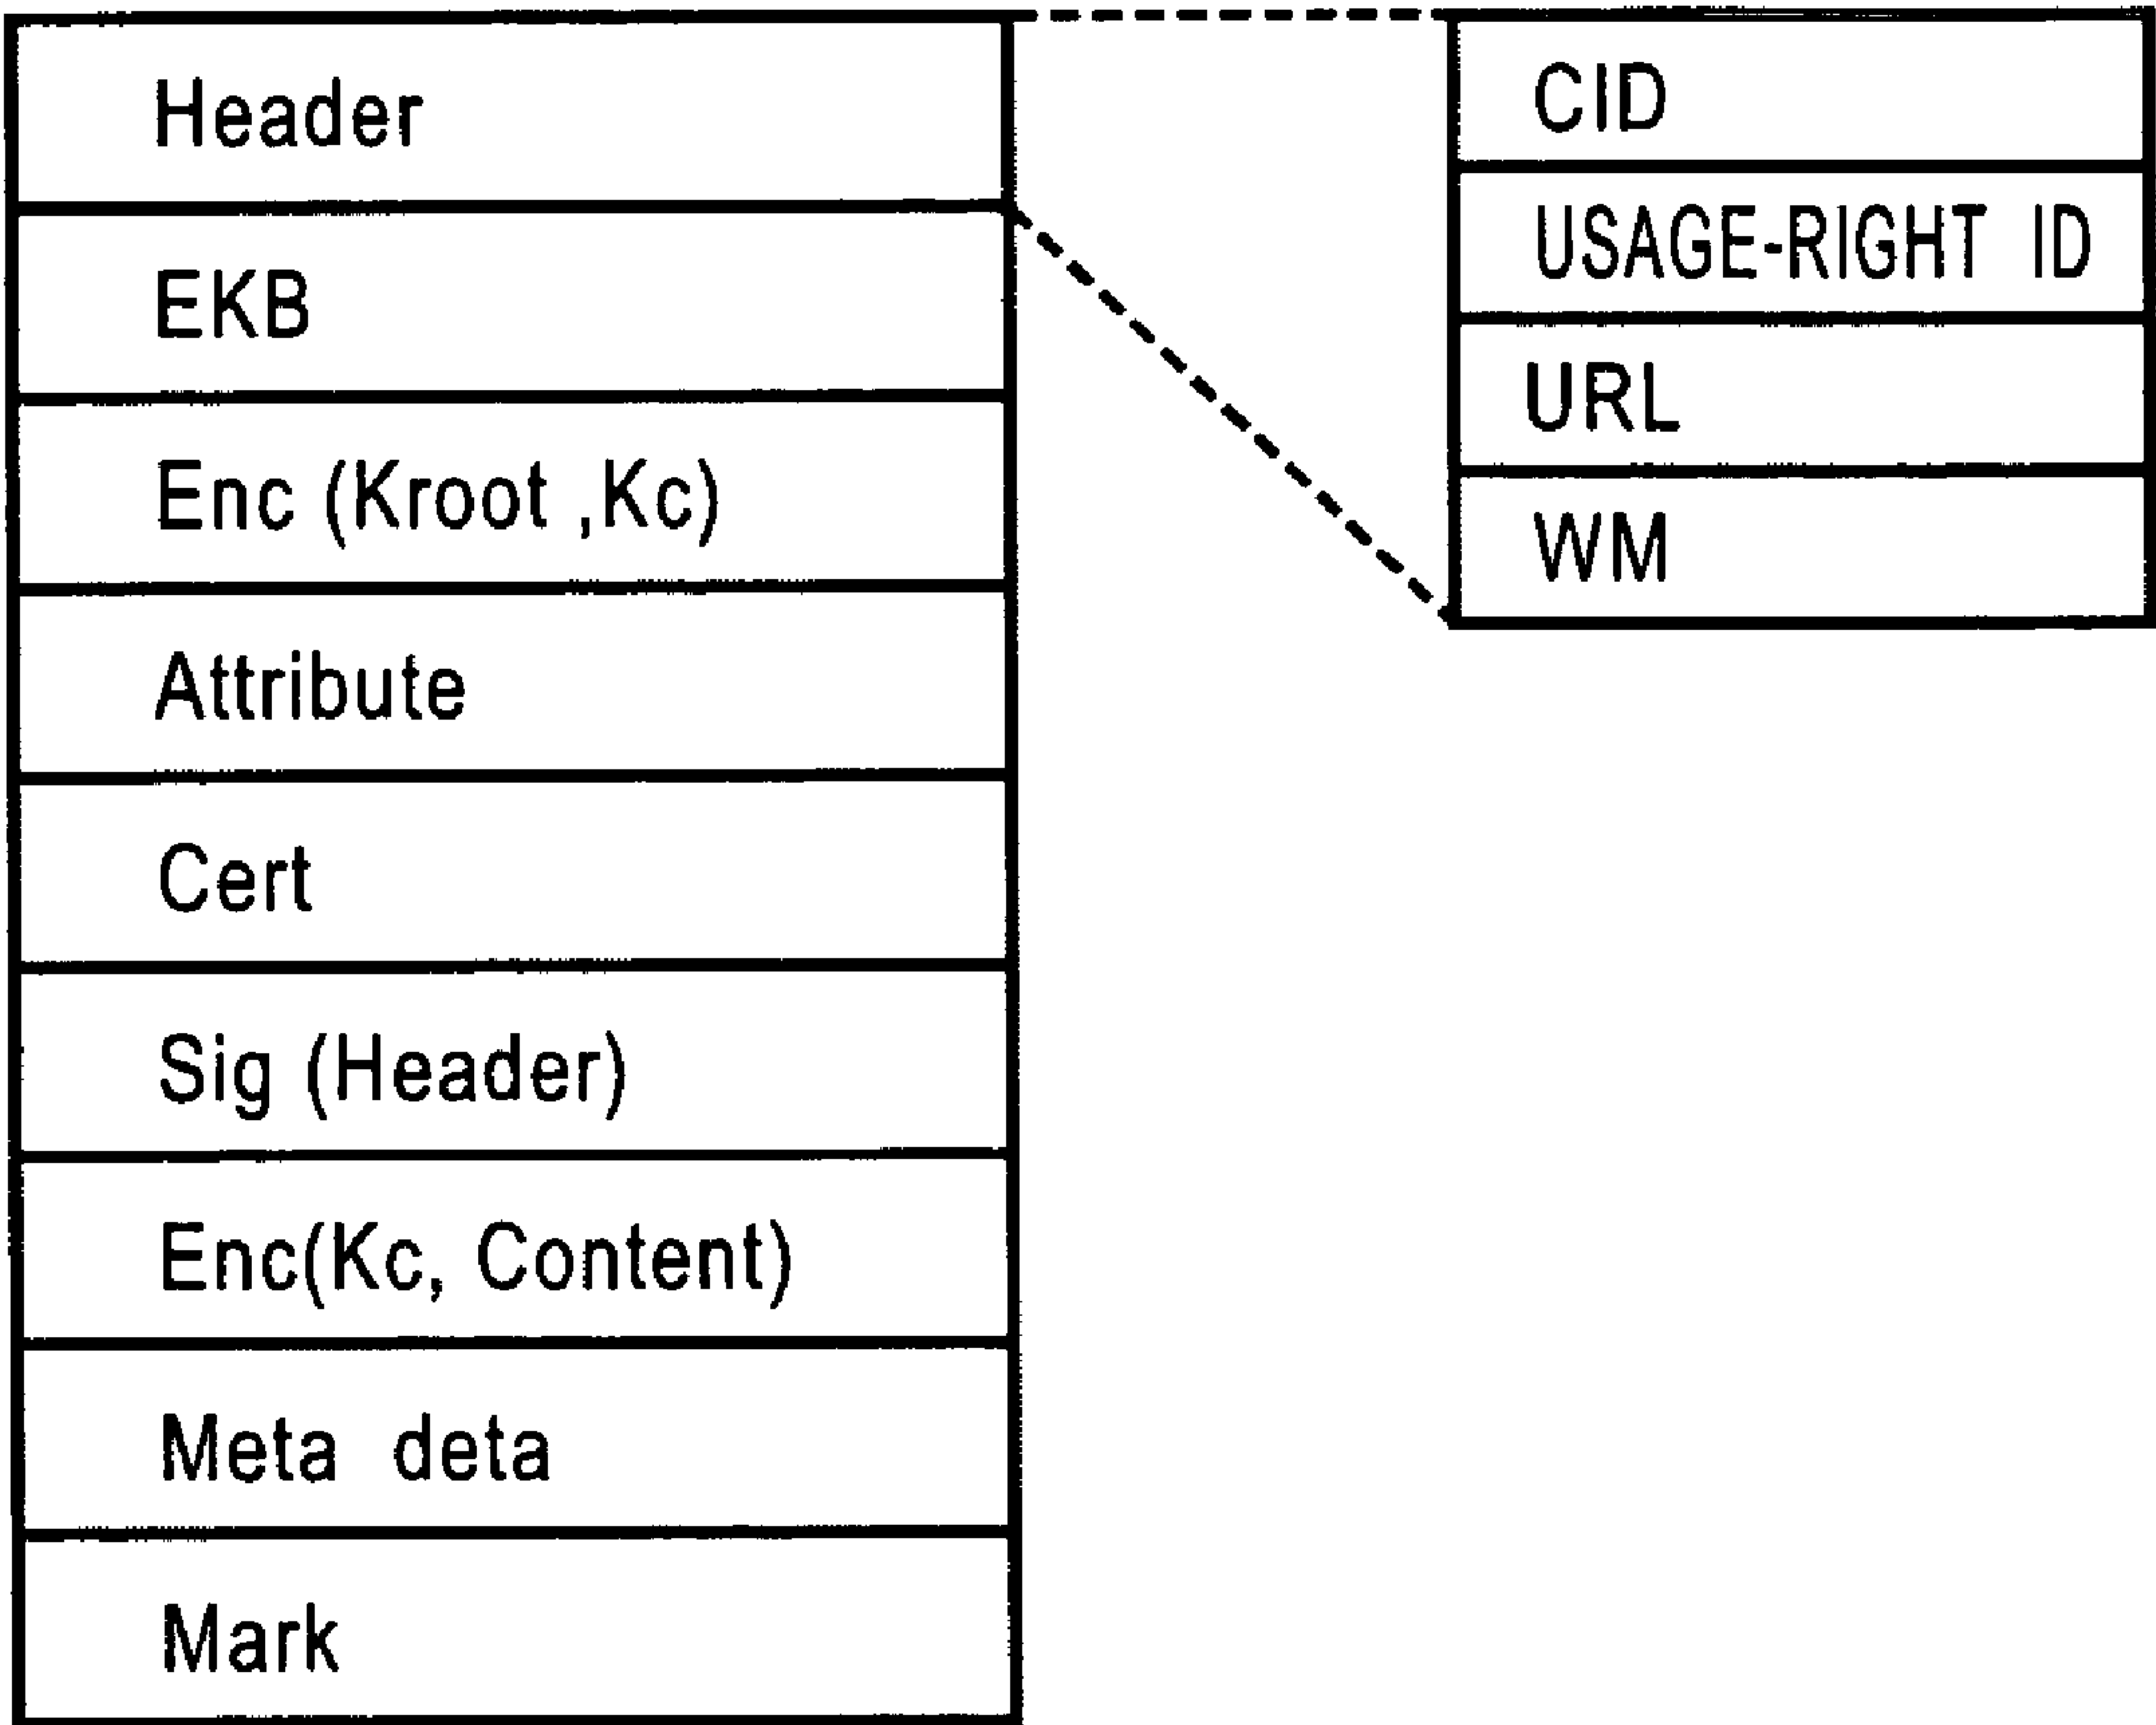 Header
EKB
Enc (Kroot ,Kc)
Attribute
Cert
Sig (Header)
Enc(Kc, Content)
Meta deta
Mark
CID
USAGE-RIGHT ID
URL
WM